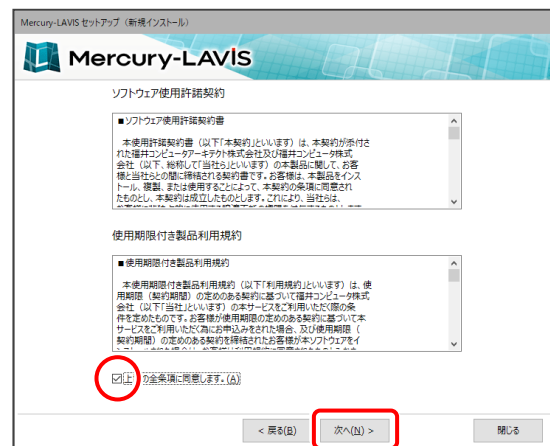 Mercury-LAVIS セットアップ（新規インストール）
Mercury-LAVIS
ソフトウェア使用許諾契約
■ソフトウェア使用許諾契約書
本使用許諾契約書（以下「本契約」といいます）は、本契約が添付さ
れた福井コンピュータアーキテクト株式会社及び福井コンピュータ株式
会社（以下、総称して「当社ら」といいます）の本製品に関して、お客
様と当社らとの間に締結される契約書です。お客様は、本製品をインス
トール、複製、または使用することによって、本契約の条項に同意され
たものとし、本契約は成立したものとします。これにより、当社らは、
使用期限付き製品利用規約
■使用期限付き製品利用規約
本使用期限付き製品利用規約（以下「利用規約」といいます）は、使
用期限（契約期間）の定めのある契約に基づいて福井コンピュータ株式
会社（以下「当社」といいます）の本サービスをご利用いただく際の条
件を定めたものです。お客様が使用期限の定めのある契約に基づいて本
サービスをご利用いただく為にお申込みをされた場合、及び使用期限（
契約期間）の定めのある契約を締結されたお客様が本ソフトウェアをイ
上 の全条項に同意します。(A)
< 戻る(B)
次へ(N) >
閉じる